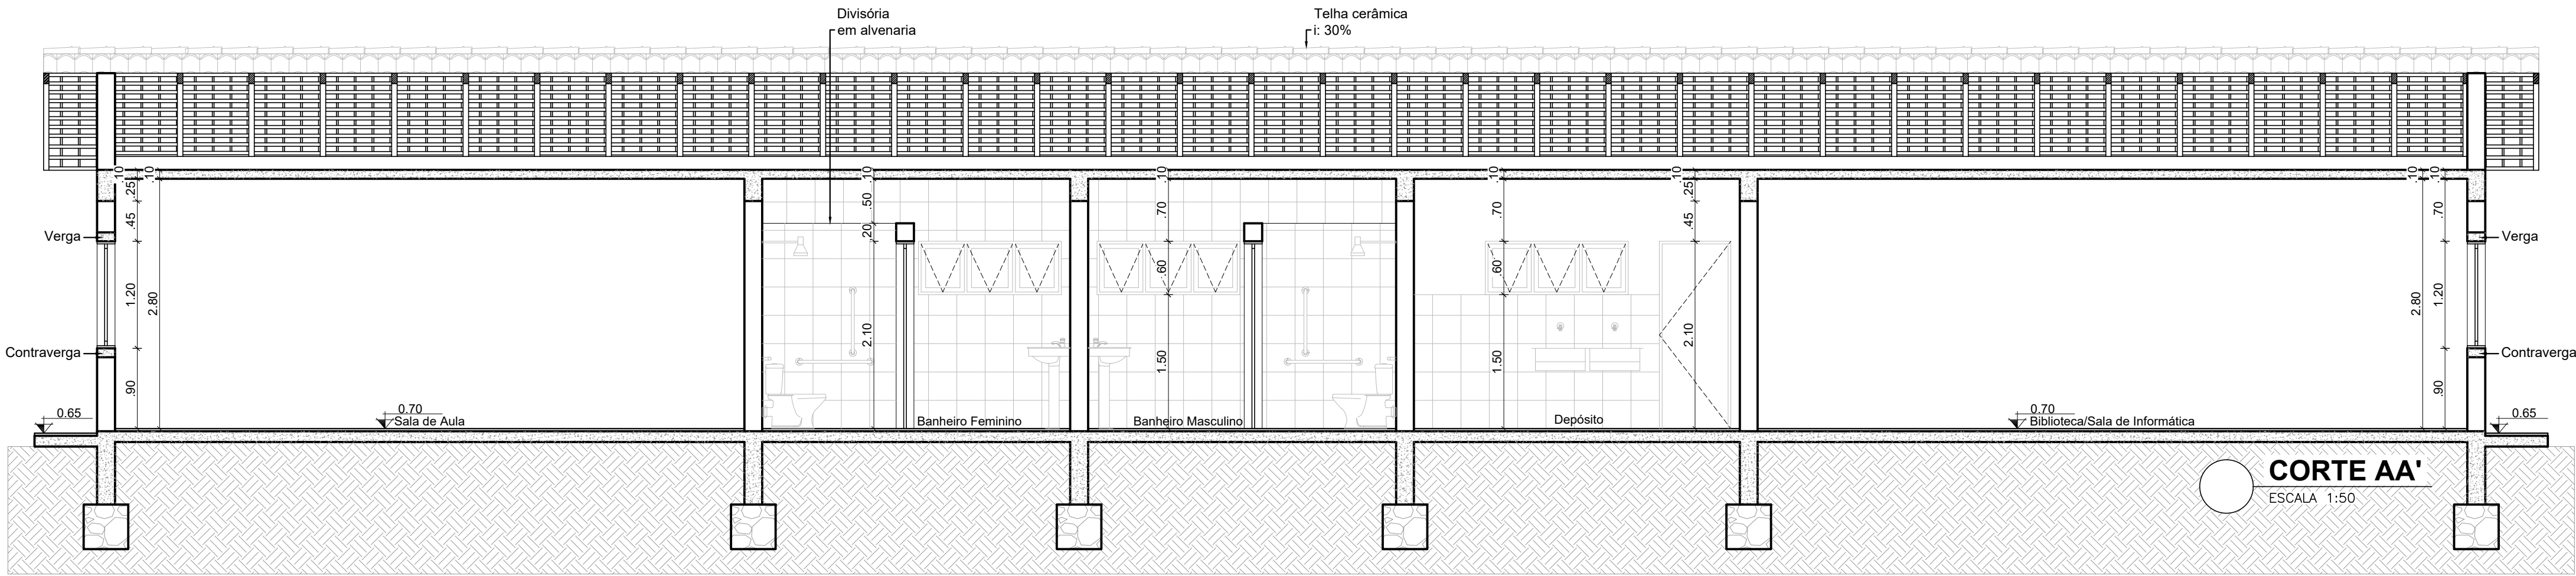 Divisória
em alvenaria
Telha cerâmica
i: 30%
.10
.10
.10
.10
.10
.10
.10
.10
.25
.50
.70
.70
.25
.70
.45
.20
.45
Verga
Verga
.60
.60
1.20
2.80
2.10
2.10
2.80
1.20
Contraverga
Contraverga
1.50
1.50
.90
.90
0.65
0.70
Sala de Aula
Banheiro Feminino
Banheiro Masculino
Depósito
0.70
Biblioteca/Sala de Informática
0.65
CORTE AA'
ESCALA 1:50